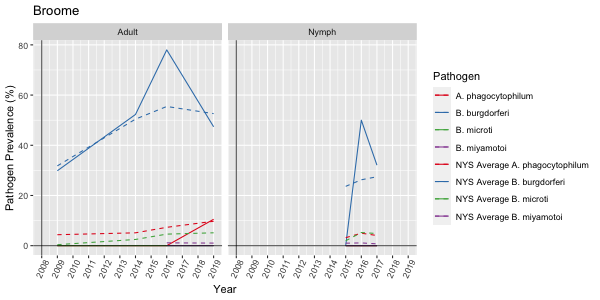 Broome
Adult
Nymph
Pathogen Prevalence (%)
80
60
40
20
0
2008 2009 2010 2011 2012 2013 2014 2015 2016 2017 2018 2019
2008 2009 2010 2011 2012 2013 2014 2015 2016 2017 2018 2019
Year
Pathogen
A. phagocytophilum
B. burgdorferi
B. microti
B. miyamotoi
NYS Average A. phagocytophilum
NYS Average B. burgdorferi
NYS Average B. microti
NYS Average B. miyamotoi